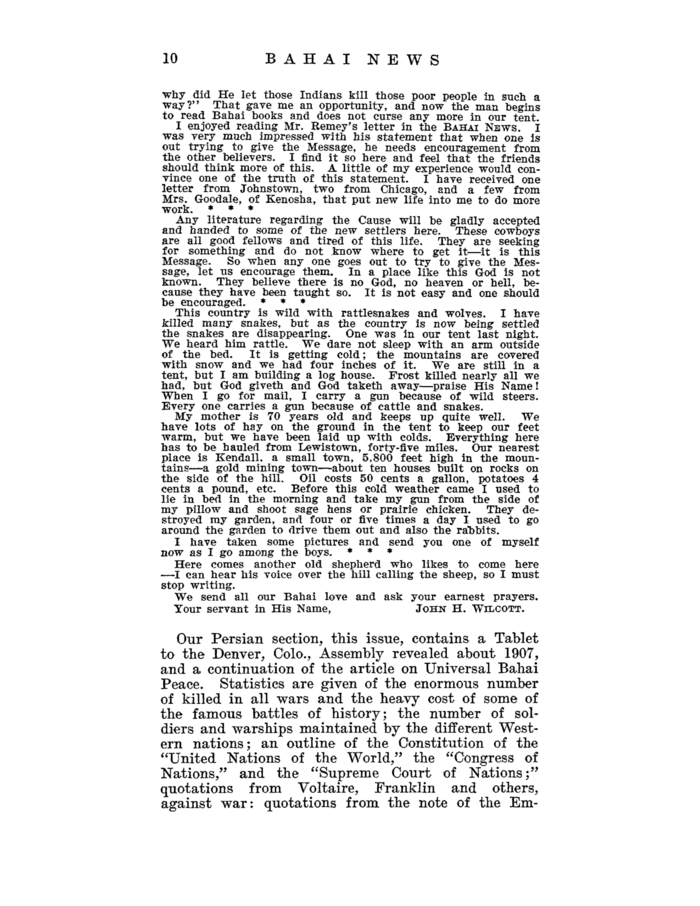 10 BAHAI NEWS
why did He let those Indians kill those poor people in such a
way?" That gave me an opportunity, and now the man begins
to read Bahai books and does not curse any more in our tent.
I enjoyed reading Mr. Remey's letter in the BAHAI NEWS. I
was very much impressed with his statement that when one is
out trying to give the Message, he needs encouragement from
the other believers. I find it so here and feel that the friends
should think more of this. A little of my experience would con-
vince one of the truth of this statement. I have received one
letter from Johnstown, two from Chicago, and a few from
Mrs. Goodale, of Kenosha, that put new life into me to do more
work. * * *
Any literature regarding the Cause will be gladly accepted
and handed to some of the new settlers here. These cowboys
are all good fellows and tired of this life. They are seeking
for something and do not know where to get it—it is this
Message. So when any one goes out to try to give the Mes-
sage, let us encourage them. In a place like this God is not
known. They believe there is no God, no heaven or hell, be-
cause they have been taught so. It is not easy and one should
be encouraged. * * *
This country is wild with rattlesnakes and wolves. I have
killed many snakes, but as the country is now being settled
the snakes are disappearing. One was in our tent last night.
We heard him rattle. We dare not sleep with an arm outside
of the bed. It is getting cold; the mountains are covered
with snow and we had four inches of it. We are still in a
tent, but I am building a log house. Frost killed nearly all we
had, but God giveth and God taketh away—praise His Name!
When I go for mail, I carry a gun because of wild steers.
Every one carries a gun because of cattle and snakes.
My mother is 70 years old and keeps up quite well. We
have lots of hay on the ground in the tent to keep our feet
warm, but we have been laid up with colds. Everything here
has to be hauled from Lewistown, forty-five miles. Our nearest
place is Kendall, a small town, 5,800 feet high in the moun-
tains—a gold mining town—about ten houses built on rocks on
the side of the hill. Oil costs 50 cents a gallon, potatoes 4
cents a pound, etc. Before this cold weather came I used to
lie in bed in the morning and take my gun from the side of
my pillow and shoot sage hens or prairie chicken. They de-
stroyed my garden, and four or five times a day I used to go
around the garden to drive them out and also the rabbits.
I have taken some pictures and send you one of myself
now as I go among the boys. * * *
Here comes another old shepherd who likes to come here
—I can hear his voice over the hill calling the sheep, so I must
stop writing.
We send all our Bahai love and ask your earnest prayers.
Your servant in His Name, JOHN H. WILCOTT.
Our Persian section, this issue, contains a Tablet
to the Denver, Colo., Assembly revealed about 1907,
and a continuation of the article on Universal Bahai
Peace. Statistics are given of the enormous number
of killed in all wars and the heavy cost of some of
the famous battles of history; the number of sol-
diers and warships maintained by the different West-
ern nations; an outline of the Constitution of the
"United Nations of the World," the "Congress of
Nations," and the "Supreme Court of Nations;"
quotations from Voltaire, Franklin and others,
against war: quotations from the note of the Em-